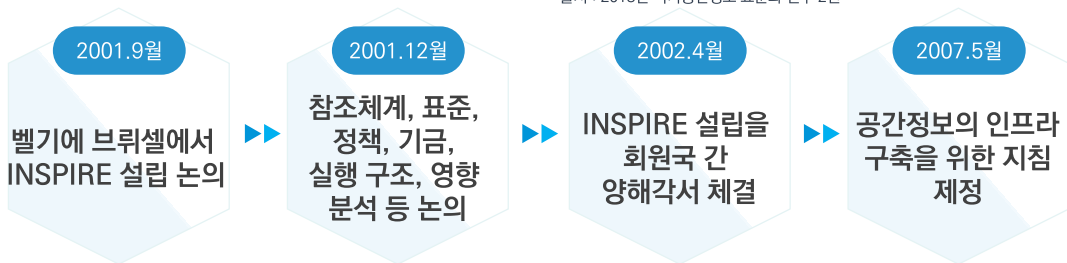 2001.9월
벨기에 브뤼셀에서
INSPIRE 설립 논의
2001.12월
참조체계, 표준,
정책, 기금,
실행 구조, 영향
분석 등 논의
2002.4월
INSPIRE 설립을
회원국 간
양해각서 체결
2007.5월
공간정보의 인프라
구축을 위한 지침
제정